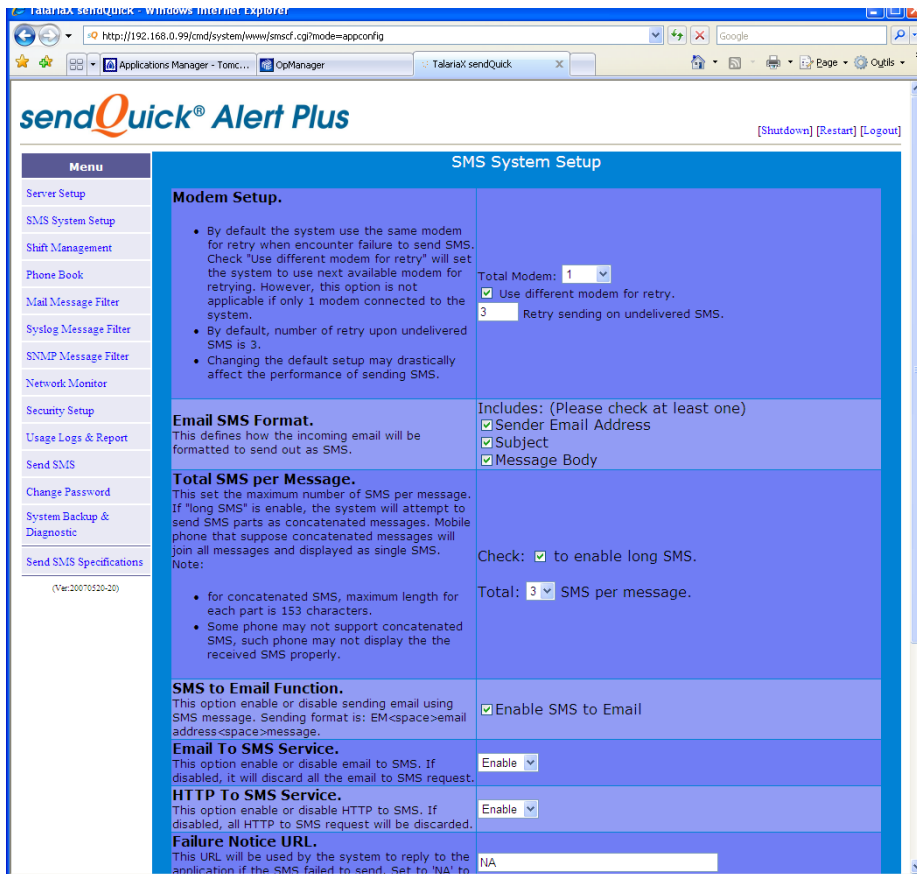 TalariaX sendQuick - Windows Internet Explorer
http://192.168.0.99/cmd/system/www/smscf.cgi?mode=appconfig
Google
Applications Manager - Tomc...
OpManager
TalariaX sendQuick
Page
Outils
sendQuick® Alert Plus
[Shutdown] [Restart] [Logout]
Menu
Server Setup
SMS System Setup
Shift Management
Phone Book
Mail Message Filter
Syslog Message Filter
SNMP Message Filter
Network Monitor
Security Setup
Usage Logs & Report
Send SMS
Change Password
System Backup &
Diagnostic
Send SMS Specifications
(Ver:20070520-20)
SMS System Setup
Modem Setup.
• By default the system use the same modem
for retry when encounter failure to send SMS.
Check "Use different modem for retry" will set
the system to use next available modem for
retrying. However, this option is not
applicable if only 1 modem connected to the
system.
• By default, number of retry upon undelivered
SMS is 3.
• Changing the default setup may drastically
affect the performance of sending SMS.
Total Modem: 1
Use different modem for retry.
3 Retry sending on undelivered SMS.
Email SMS Format.
This defines how the incoming email will be
formatted to send out as SMS.
Includes: (Please check at least one)
Sender Email Address
Subject
Message Body
Total SMS per Message.
This set the maximum number of SMS per message.
If "long SMS" is enable, the system will attempt to
send SMS parts as concatenated messages. Mobile
phone that suppose concatenated messages will
join all messages and displayed as single SMS.
Note:
• for concatenated SMS, maximum length for
each part is 153 characters.
• Some phone may not support concatenated
SMS, such phone may not display the the
received SMS properly.
Check: to enable long SMS.
Total: 3 SMS per message.
SMS to Email Function.
This option enable or disable sending email using
SMS message. Sending format is: EM<space>email
address<space>message.
Enable SMS to Email
Email To SMS Service.
This option enable or disable email to SMS. If
disabled, it will discard all the email to SMS request.
Enable
HTTP To SMS Service.
This option enable or disable HTTP to SMS. If
disabled, all HTTP to SMS request will be discarded.
Enable
Failure Notice URL.
This URL will be used by the system to reply to the
application if the SMS failed to send. Set to 'NA' to
NA